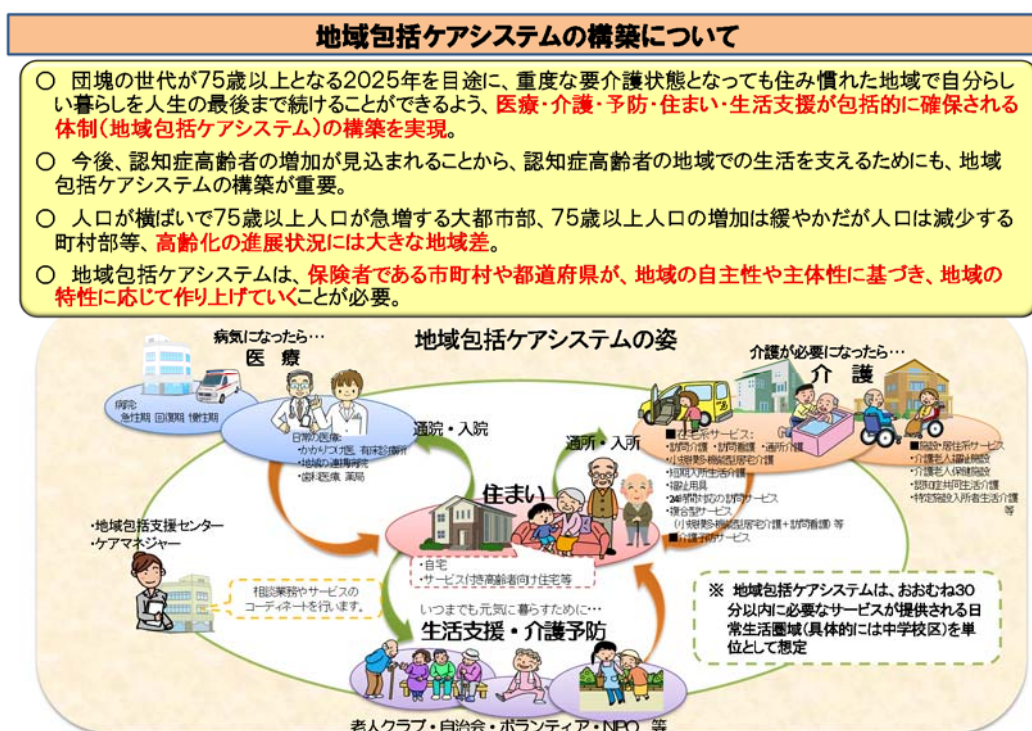 地域包括ケアシステムの構築について
○ 団塊の世代が75歳以上となる2025年を目途に、重度な要介護状態となっても住み慣れた地域で自分らし
い暮らしを人生の最後まで続けることができるよう、医療・介護・予防・住まい・生活支援が包括的に確保される
体制(地域包括ケアシステム)の構築を実現。
○ 今後、認知症高齢者の増加が見込まれることから、認知症高齢者の地域での生活を支えるためにも、地域
包括ケアシステムの構築が重要。
○ 人口が横ばいで75歳以上人口が急増する大都市部、75歳以上人口の増加は緩やかだが人口は減少する
町村部等、高齢化の進展状況には大きな地域差。
○ 地域包括ケアシステムは、保険者である市町村や都道府県が、地域の自主性や主体性に基づき、地域の
特性に応じて作り上げていくことが必要。
地域包括ケアシステムの姿
病気になったら…
医 療
病院:
急性期、回復期、慢性期
日常の医療:
・かかりつけ医、有床診療所
・地域の連携病院
・歯科医療、薬局
通院・入院
通所・入所
介護が必要になったら…
介 護
■在宅系サービス:
・訪問介護・訪問看護・通所介護
・小規模多機能型居宅介護
・短期入所生活介護
・福祉用具
・24時間対応の訪問サービス
・複合型サービス
(小規模多機能型居宅介護+訪問看護)等
■介護予防サービス
■施設・居住系サービス
・介護老人福祉施設
・介護老人保健施設
・認知症共同生活介護
・特定施設入所者生活介護
等
住まい
・自宅
・サービス付き高齢者向け住宅等
・地域包括支援センター
・ケアマネジャー
相談業務やサービスの
コーディネートを行います。
いつまでも元気に暮らすために…
生活支援・介護予防
老人クラブ・自治会・ボランティア・NPO 等
※ 地域包括ケアシステムは、おおむね30
分以内に必要なサービスが提供される日
常生活圏域(具体的には中学校区)を単
位として想定